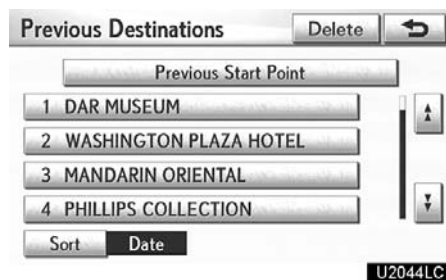 Previous Destinations Delete
Previous Start Point
1 DAR MUSEUM
2 WASHINGTON PLAZA HOTEL
3 MANDARIN ORIENTAL
4 PHILLIPS COLLECTION
Sort Date
U2044LC